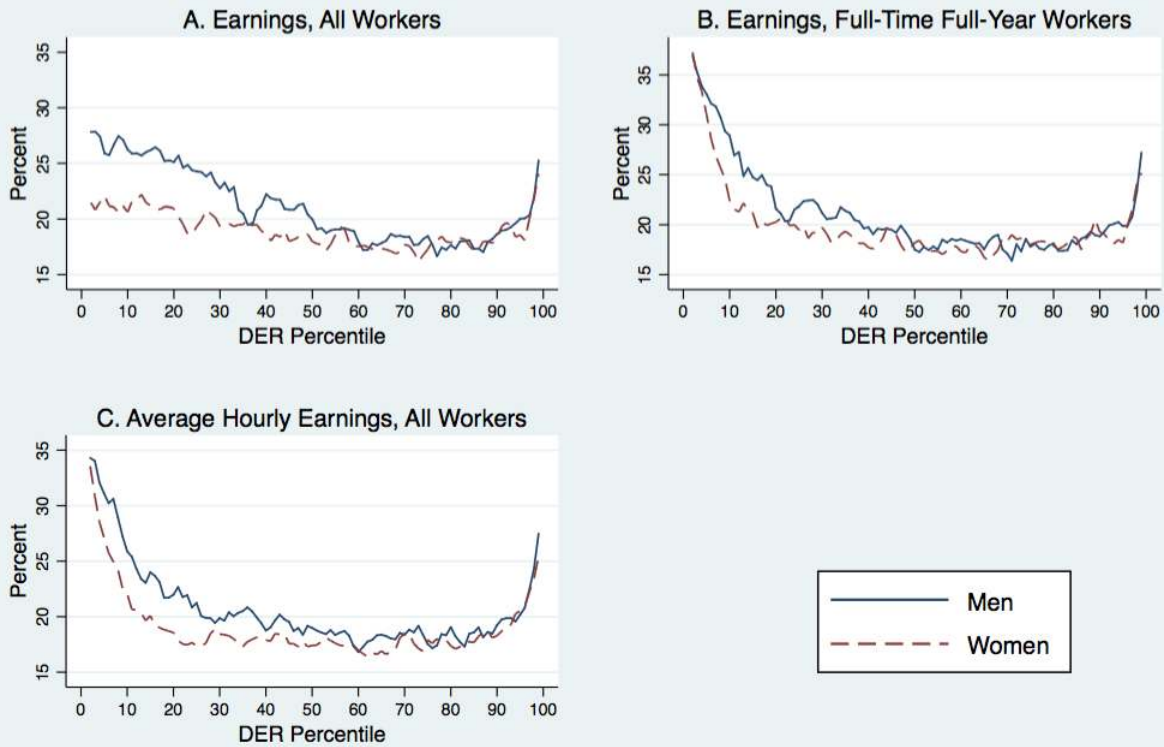 A. Earnings, All Workers
Percent
35
30
25
20
15
0 10 20 30 40 50 60 70 80 90 100
DER Percentile
B. Earnings, Full-Time Full-Year Workers
Percent
35
30
25
20
15
0 10 20 30 40 50 60 70 80 90 100
DER Percentile
C. Average Hourly Earnings, All Workers
Percent
35
30
25
20
15
0 10 20 30 40 50 60 70 80 90 100
DER Percentile
Men
Women